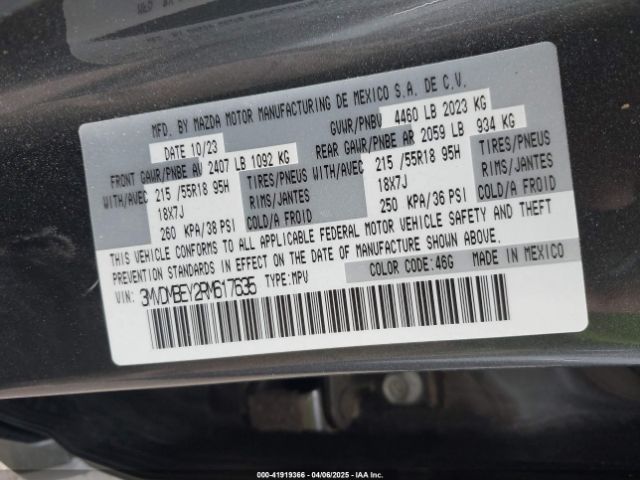 MFD. BY MAZDA MOTOR MANUFACTURING DE MEXICO S.A. DE C.V.
DATE 10/23 GVWR/PNBV 4460 LB 2023 KG
FRONT GAWR/PNBE AV 2407 LB 1092 KG REAR GAWR/PNBE AR 2059 LB 934 KG
WITH/AVEC 215 /55R18 95H TIRES/PNEUS WITH/AVEC 215 /55R18 95H TIRES/PNEUS
18X7J RIMS/JANTES 18X7J RIMS/JANTES
260 KPA/38 PSI COLD/A FROID 250 KPA/36 PSI COLD/A FROID
THIS VEHICLE CONFORMS TO ALL APPLICABLE FEDERAL MOTOR VEHICLE SAFETY AND THEFT
PREVENTION STANDARDS IN EFFECT ON THE DATE OF MANUFACTURE SHOWN ABOVE.
COLOR CODE:46G MADE IN MEXICO
VIN: 3MVDMBEY2RM617635 TYPE:MPV
000-41919366 - 04/06/2025 - IAA Inc.